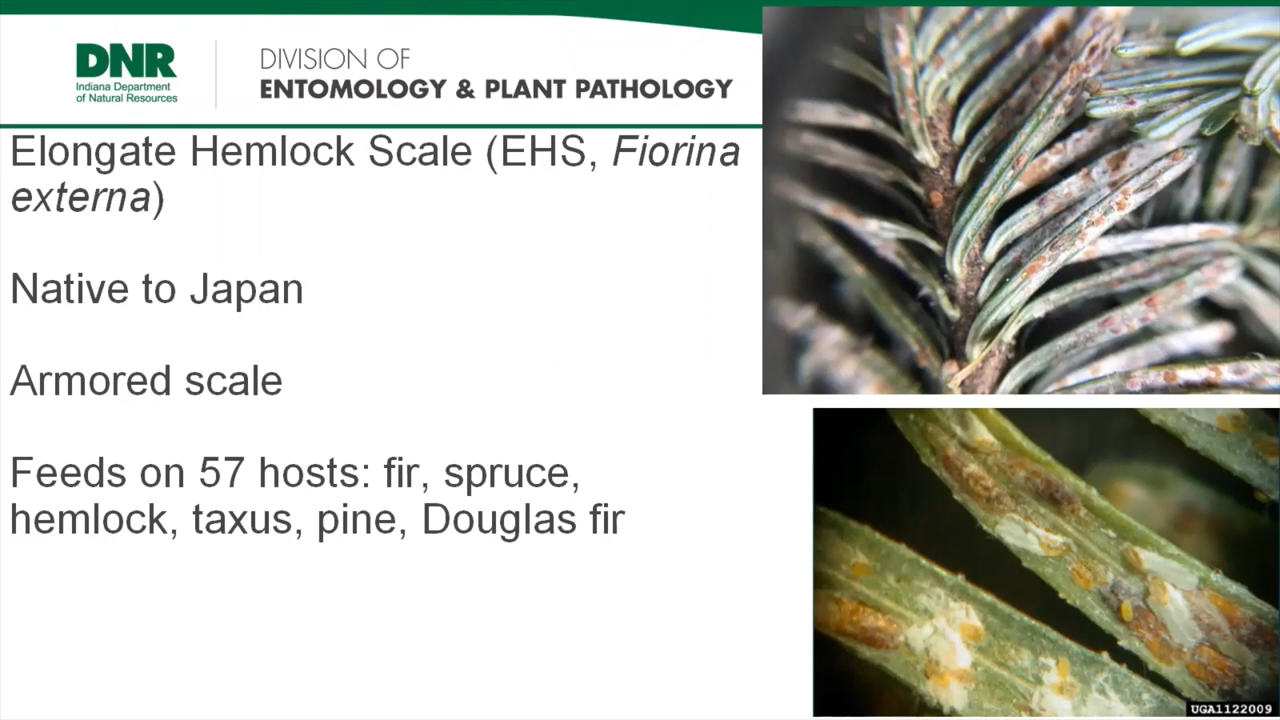 DNR
Indiana Department
of Natural Resources
DIVISION OF
ENTOMOLOGY & PLANT PATHOLOGY
Elongate Hemlock Scale (EHS, Fiorina
externa)
Native to Japan
Armored scale
Feeds on 57 hosts: fir, spruce,
hemlock, taxus, pine, Douglas fir
UGA1122009